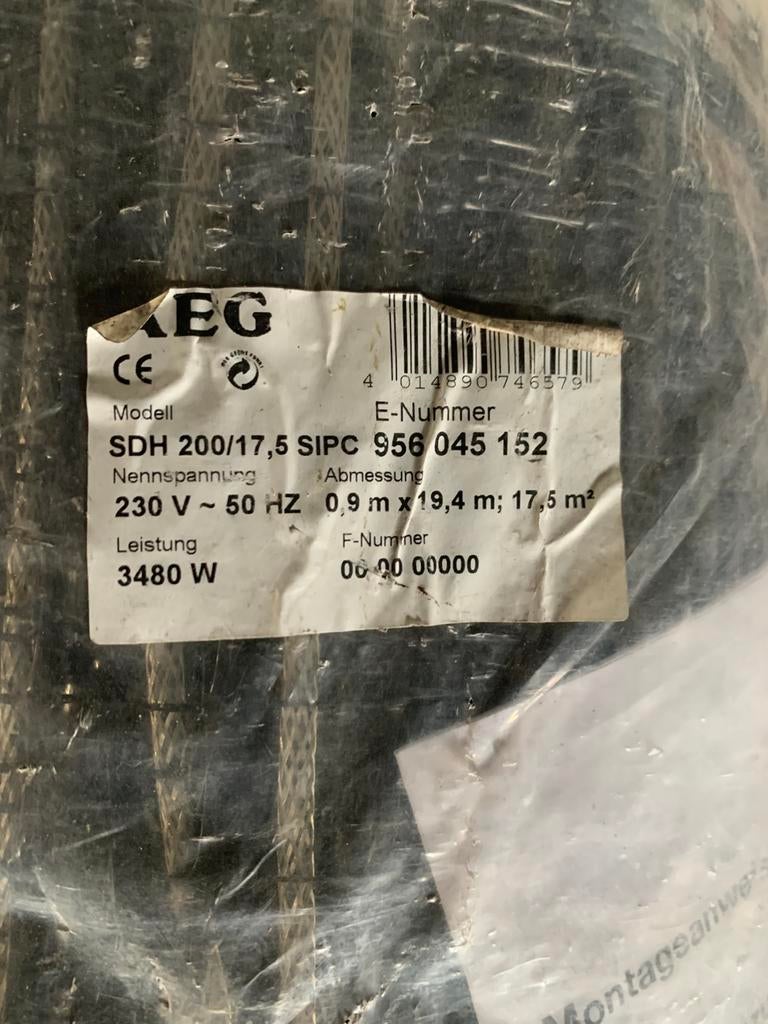 AEG
CE
4 014890 746579
Modell E-Nummer
SDH 200/17,5 SIPC 956 045 152
Nennspannung Abmessung
230 V ~ 50 HZ 0,9 m x 19,4 m; 17,5 m²
Leistung F-Nummer
3480 W 00 00 00000